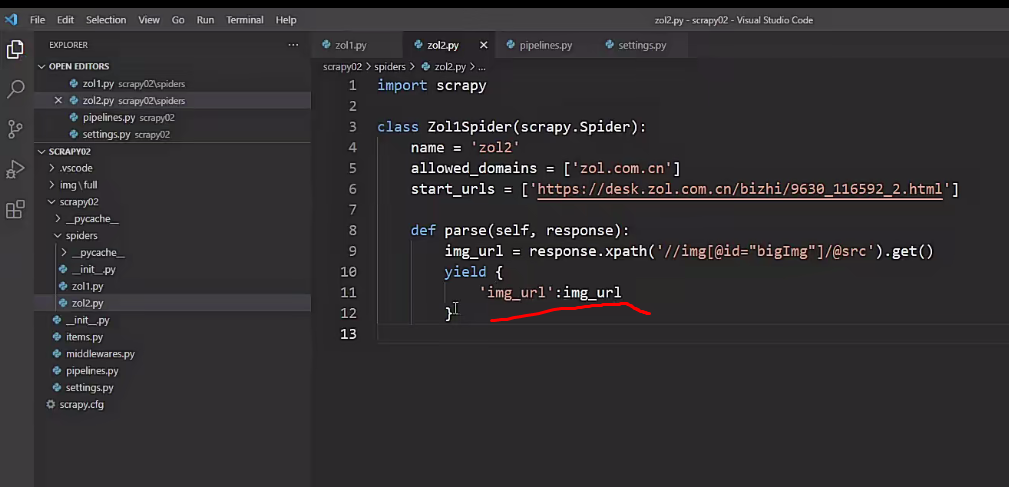 File Edit Selection View Go Run Terminal Help
zol2.py - scrapy02 - Visual Studio Code
EXPLORER
OPEN EDITORS
zol1.py scrapy02\spiders
zol2.py scrapy02\spiders
pipelines.py scrapy02
settings.py scrapy02
SCRAPY02
.vscode
img \ full
scrapy02
__pycache__
spiders
__pycache__
__init__.py
zol1.py
zol2.py
__init__.py
items.py
middlewares.py
pipelines.py
settings.py
scrapy.cfg
zol1.py zol2.py pipelines.py settings.py
scrapy02 > spiders > zol2.py > ...
1 import scrapy
2
3 class Zol1Spider(scrapy.Spider):
4 name = 'zol2'
5 allowed_domains = ['zol.com.cn']
6 start_urls = ['https://desk.zol.com.cn/bizhi/9630_116592_2.html']
7
8 def parse(self, response):
9 img_url = response.xpath('//img[@id="bigImg"]/@src').get()
10 yield {
11 'img_url':img_url
12 }
13